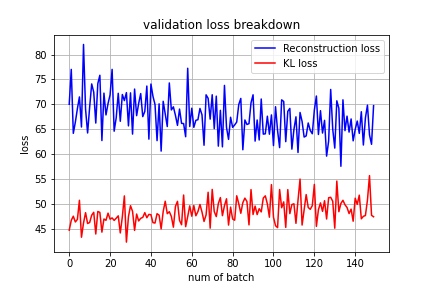 validation loss breakdown
Reconstruction loss
KL loss
loss
80
75
70
65
60
55
50
45
0 20 40 60 80 100 120 140
num of batch